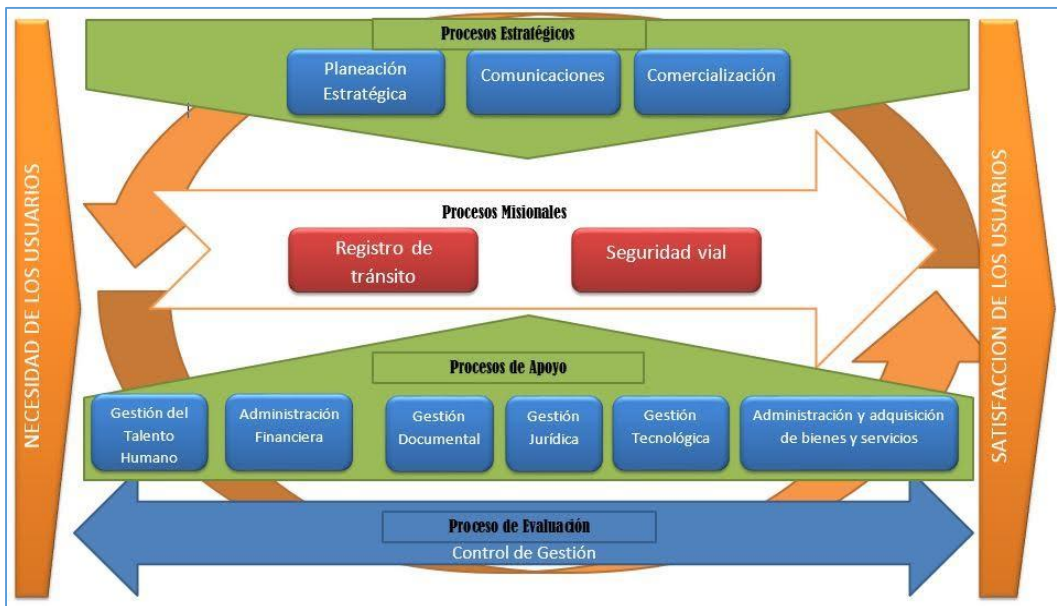 Procesos Estratégicos
Planeación
Estratégica
Comunicaciones
Comercialización
NECESIDAD DE LOS USUARIOS
Procesos Misionales
Registro de
tránsito
Seguridad vial
SATISFACCION DE LOS USUARIOS
Procesos de Apoyo
Gestión del
Talento
Humano
Administración
Financiera
Gestión
Documental
Gestión
Jurídica
Gestión
Tecnológica
Administración y adquisición
de bienes y servicios
Proceso de Evaluación
Control de Gestión